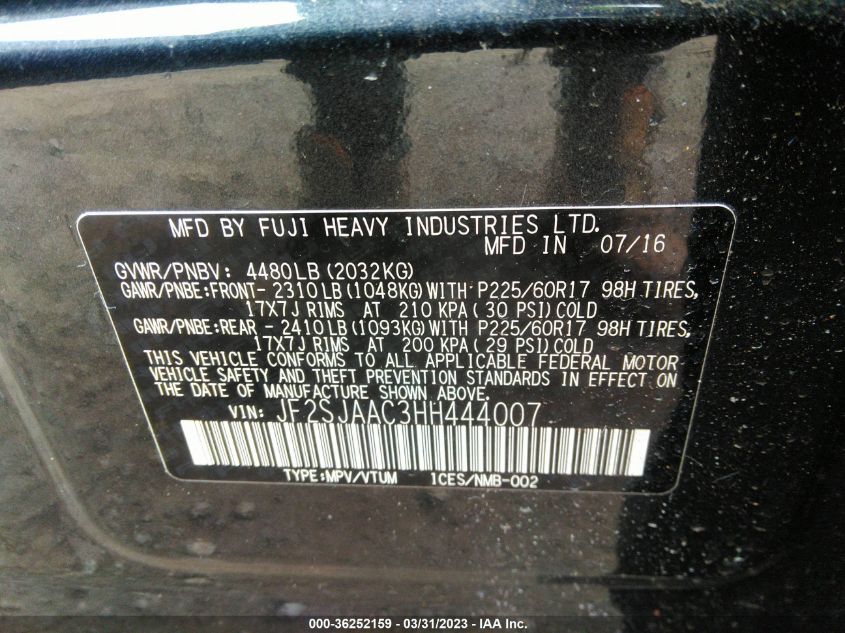 MFD BY FUJI HEAVY INDUSTRIES LTD.
MFD IN 07/16
GVWR/PNBV: 4480LB (2032KG)
GAWR/PNBE:FRONT- 2310LB (1048KG) WITH P225/60R17 98H TIRES,
17X7J RIMS AT 210 KPA (30 PSI) COLD
GAWR/PNBE:REAR - 2410LB (1093KG) WITH P225/60R17 98H TIRES,
17X7J RIMS AT 200 KPA (29 PSI) COLD
THIS VEHICLE CONFORMS TO ALL APPLICABLE FEDERAL MOTOR
VEHICLE SAFETY AND THEFT PREVENTION STANDARDS IN EFFECT ON
THE DATE OF MANUFACTURE SHOWN ABOVE.
VIN: JF2SJAAC3HH444007
TYPE:MPV/VTUM ICES/NMB-002
000-36252159 - 03/31/2023 - IAA Inc.